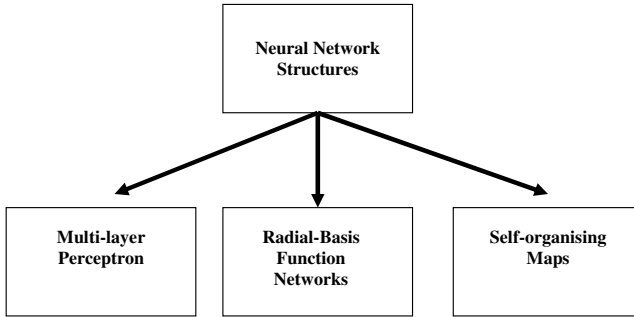 Neural Network
Structures
Multi-layer
Perceptron
Radial-Basis
Function
Networks
Self-organising
Maps